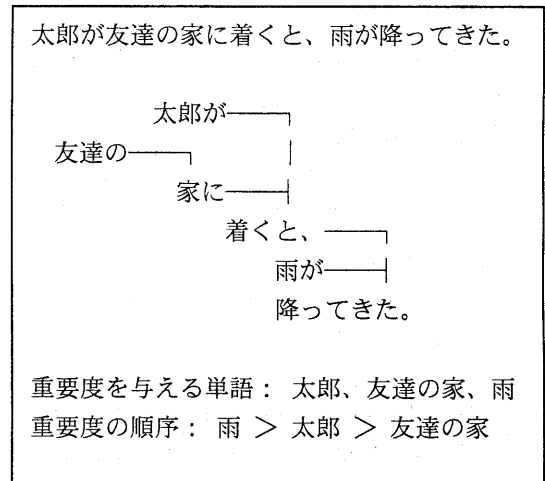 太郎が友達の家に着くと、雨が降ってきた。
太郎が
友達の
家に
着くと、
雨が
降ってきた。
重要度を与える単語： 太郎、友達の家、雨
重要度の順序： 雨 ＞ 太郎 ＞ 友達の家